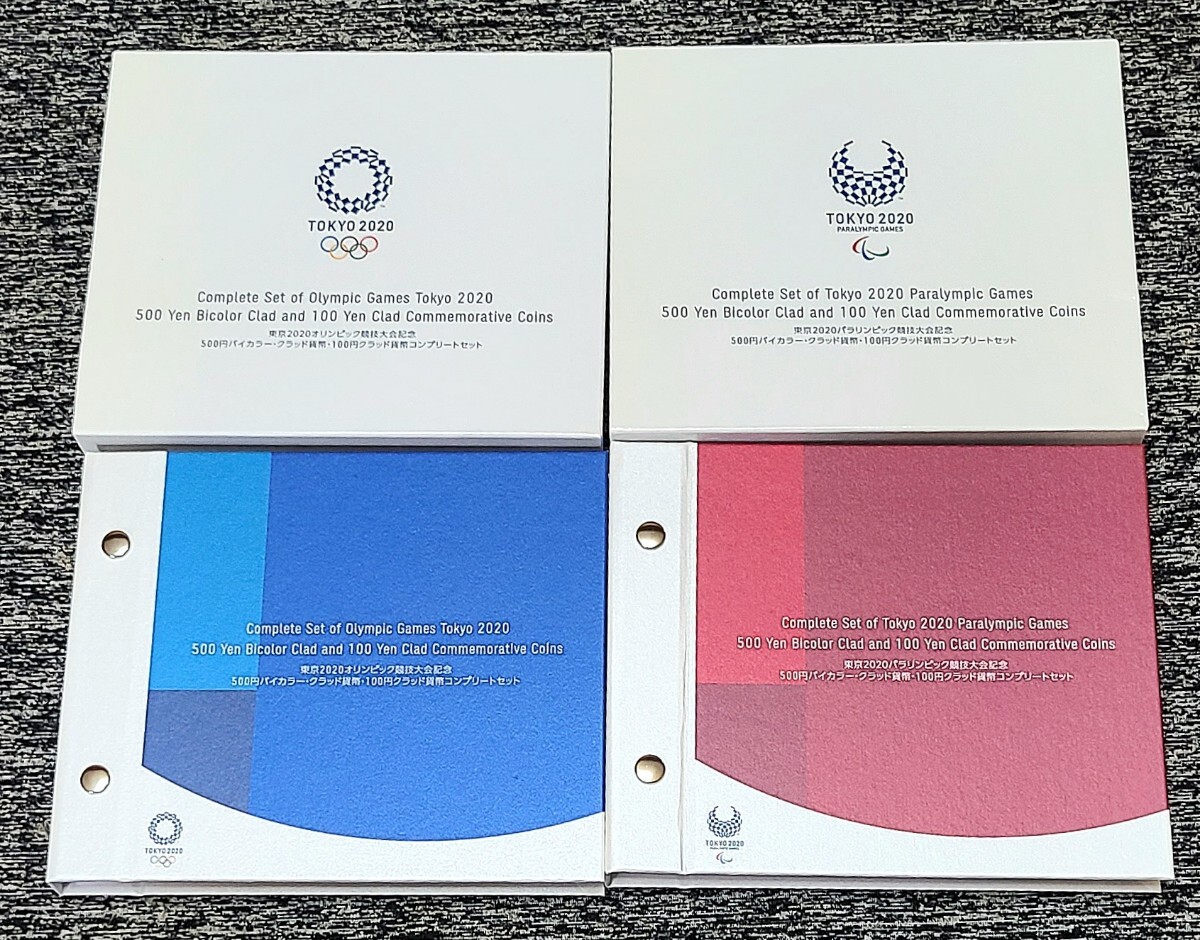 TOKYO 2020
Complete Set of Olympic Games Tokyo 2020
500 Yen Bicolor Clad and 100 Yen Clad Commemorative Coins
東京2020オリンピック競技大会記念
500円バイカラー・クラッド貨幣・100円クラッド貨幣コンプリートセット
TOKYO 2020
PARALYMPIC GAMES
Complete Set of Tokyo 2020 Paralympic Games
500 Yen Bicolor Clad and 100 Yen Clad Commemorative Coins
東京2020パラリンピック競技大会記念
500円バイカラー・クラッド貨幣・100円クラッド貨幣コンプリートセット
Complete Set of Olympic Games Tokyo 2020
500 Yen Bicolor Clad and 100 Yen Clad Commemorative Coins
東京2020オリンピック競技大会記念
500円バイカラー・クラッド貨幣・100円クラッド貨幣コンプリートセット
TOKYO 2020
Complete Set of Tokyo 2020 Paralympic Games
500 Yen Bicolor Clad and 100 Yen Clad Commemorative Coins
東京2020パラリンピック競技大会記念
500円バイカラー・クラッド貨幣・100円クラッド貨幣コンプリートセット
TOKYO 2020
PARALYMPIC GAMES